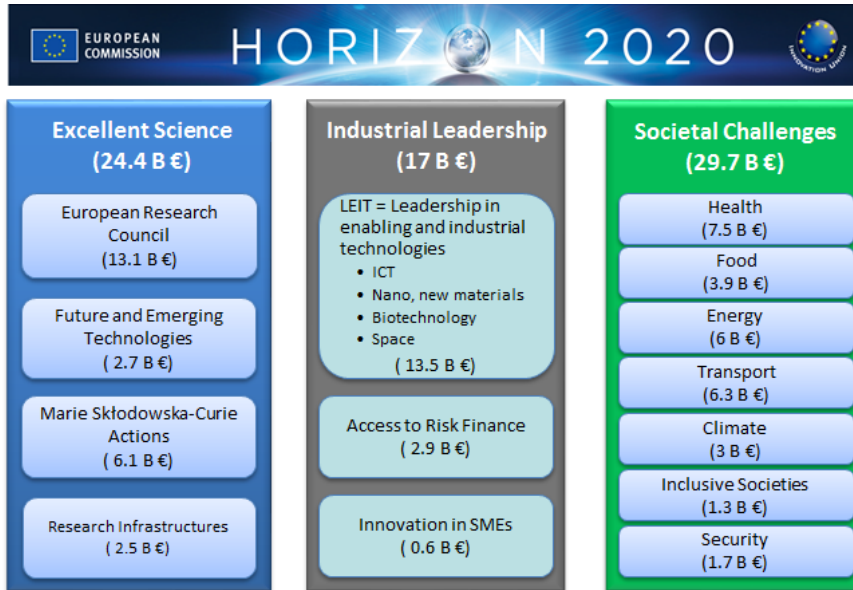 EUROPEAN
COMMISSION
HORIZON 2020
INNOVATION UNION
Excellent Science
(24.4 B €)
European Research
Council
(13.1 B €)
Future and Emerging
Technologies
( 2.7 B €)
Marie Skłodowska-Curie
Actions
( 6.1 B €)
Research Infrastructures
( 2.5 B €)
Industrial Leadership
(17 B €)
LEIT = Leadership in
enabling and industrial
technologies
• ICT
• Nano, new materials
• Biotechnology
• Space
( 13.5 B €)
Access to Risk Finance
( 2.9 B €)
Innovation in SMEs
( 0.6 B €)
Societal Challenges
(29.7 B €)
Health
(7.5 B €)
Food
(3.9 B €)
Energy
(6 B €)
Transport
(6.3 B €)
Climate
(3 B €)
Inclusive Societies
(1.3 B €)
Security
(1.7 B €)